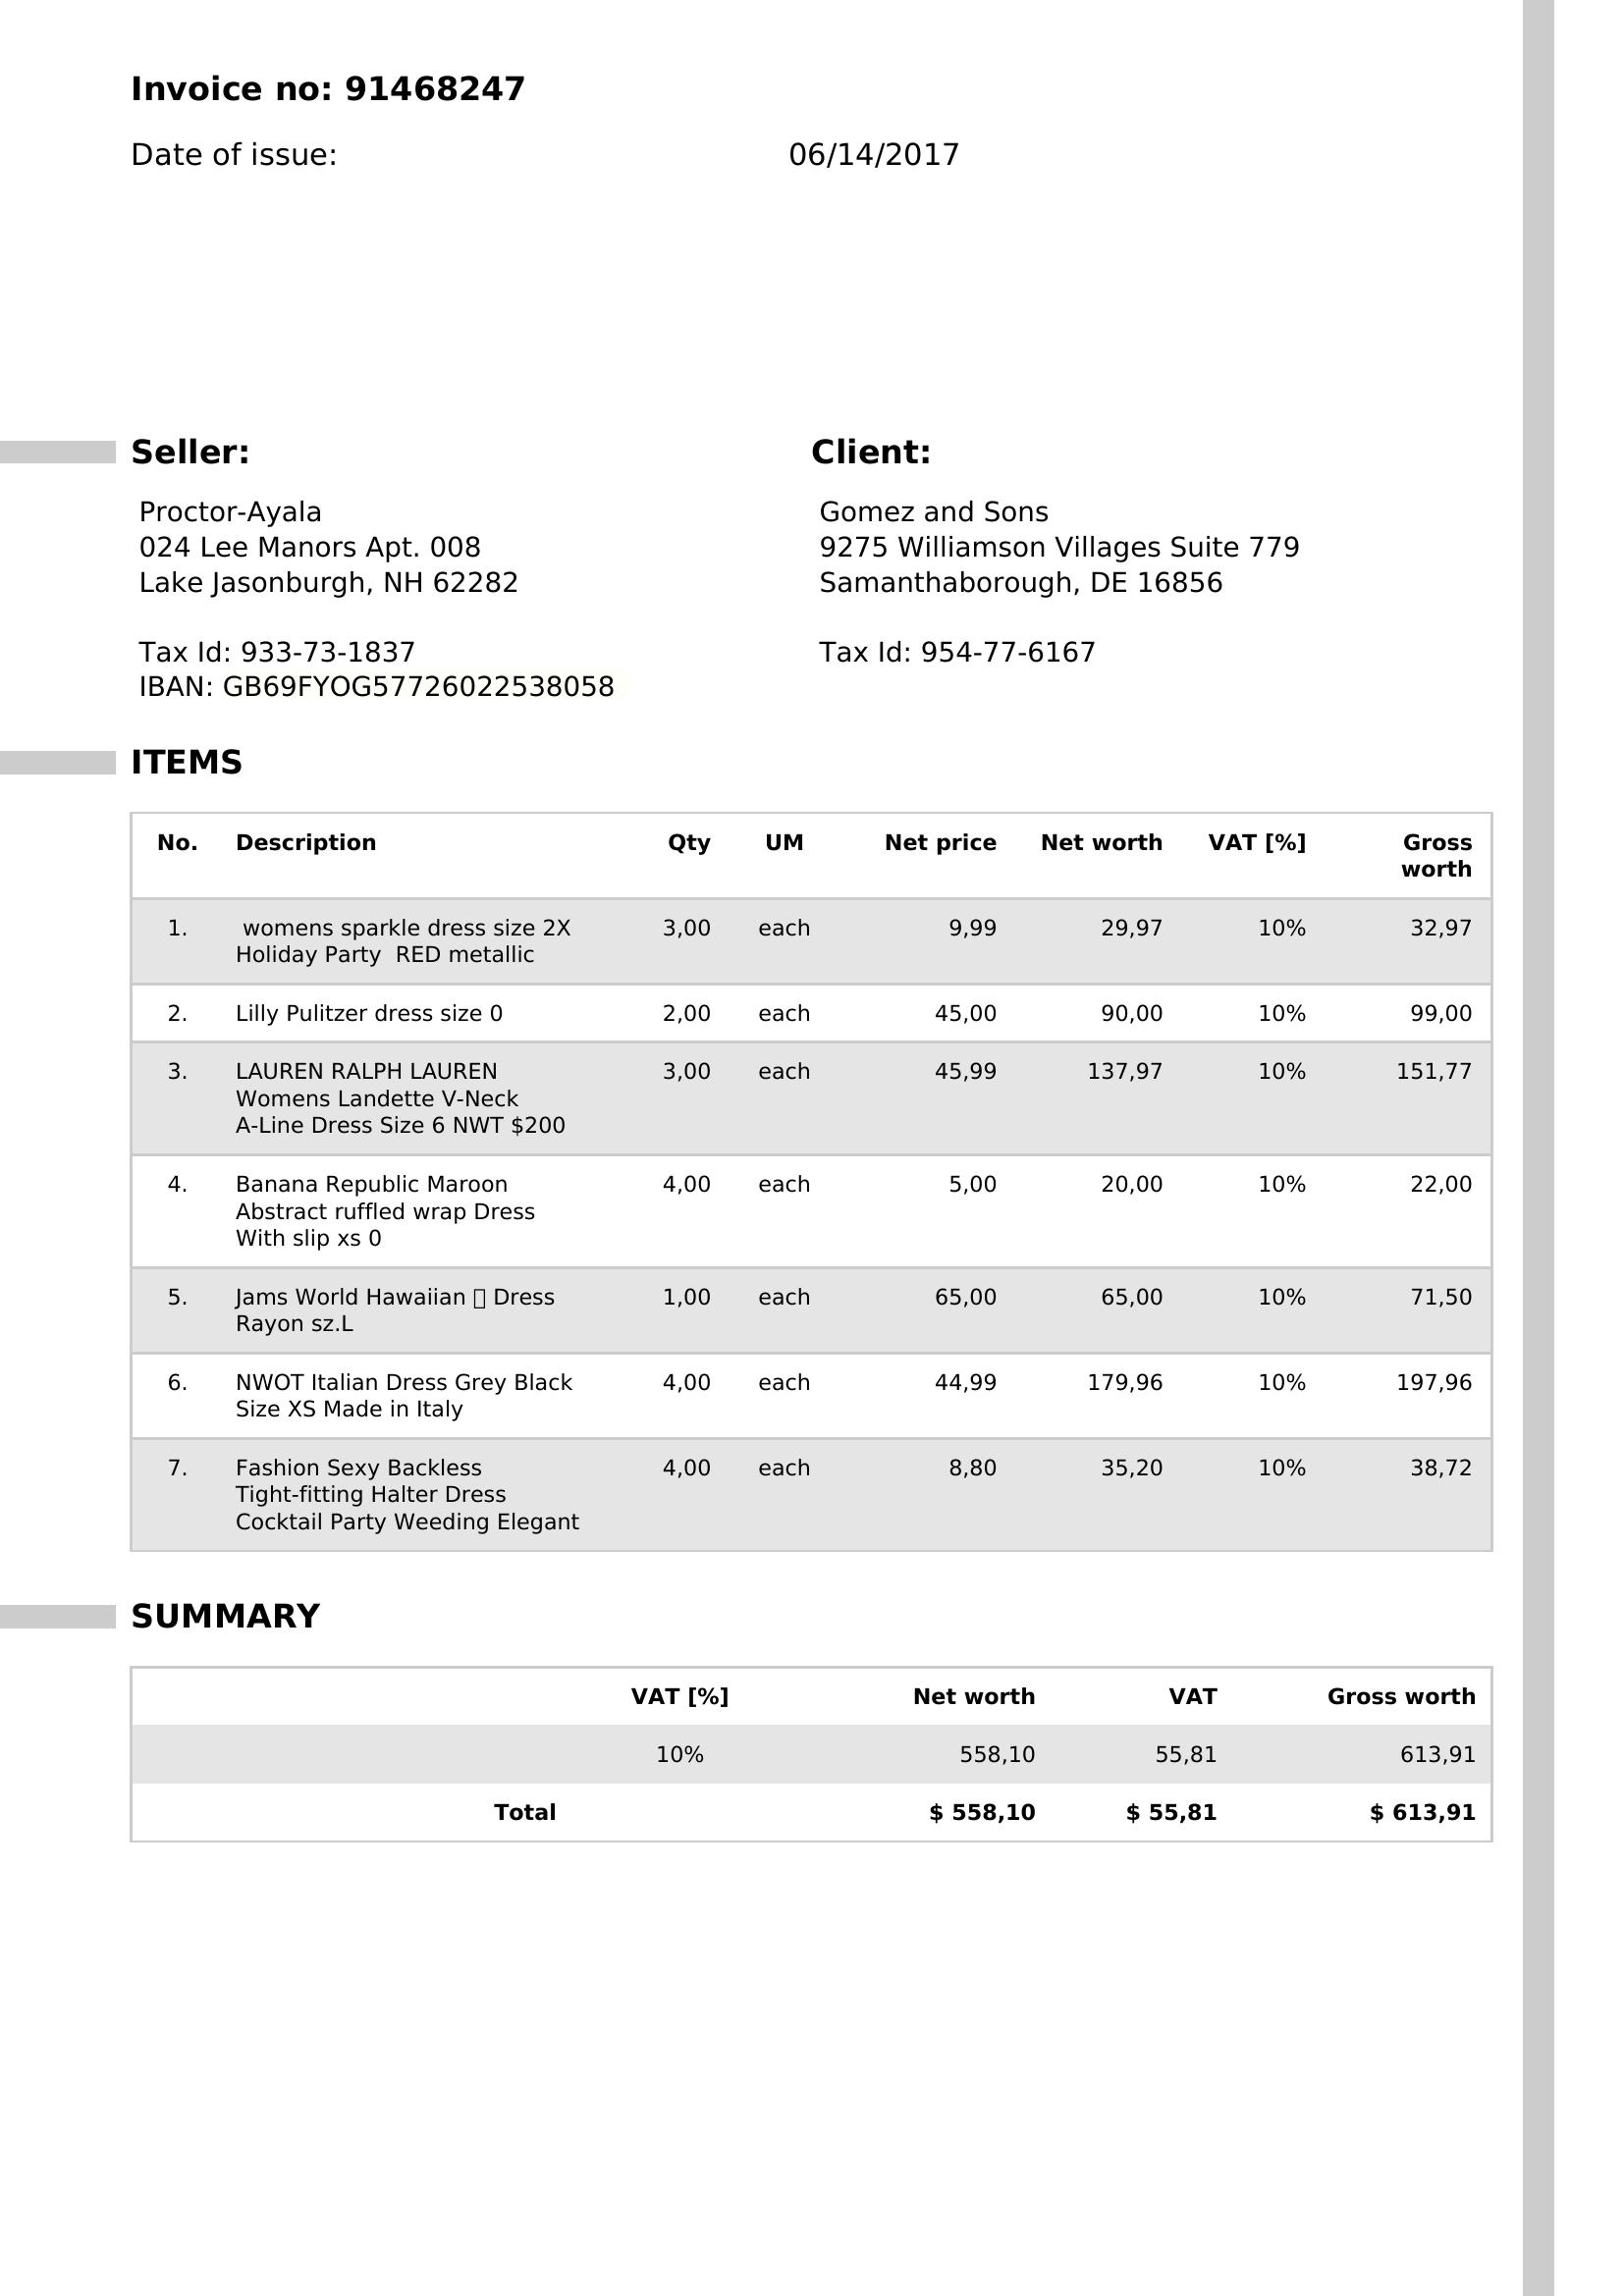 Invoice no: 91468247
Date of issue: 06/14/2017
Seller: Client:
Proctor-Ayala Gomez and Sons
024 Lee Manors Apt. 008 9275 Williamson Villages Suite 779
Lake Jasonburgh, NH 62282 Samanthaborough, DE 16856
Tax Id: 933-73-1837 Tax Id: 954-77-6167
IBAN: GB69FYOG57726022538058
ITEMS
No. Description Qty UM Net price Net worth VAT [%] Gross
worth
1. womens sparkle dress size 2X 3,00 each 9,99 29,97 10% 32,97
Holiday Party RED metallic
2. Lilly Pulitzer dress size 0 2,00 each 45,00 90,00 10% 99,00
3. LAUREN RALPH LAUREN 3,00 each 45,99 137,97 10% 151,77
Womens Landette V-Neck
A-Line Dress Size 6 NWT $200
4. Banana Republic Maroon 4,00 each 5,00 20,00 10% 22,00
Abstract ruffled wrap Dress
With slip xs 0
5. Jams World Hawaiian Dress 1,00 each 65,00 65,00 10% 71,50
Rayon sz.L
6. NWOT Italian Dress Grey Black 4,00 each 44,99 179,96 10% 197,96
Size XS Made in Italy
7. Fashion Sexy Backless 4,00 each 8,80 35,20 10% 38,72
Tight-fitting Halter Dress
Cocktail Party Weeding Elegant
SUMMARY
VAT [%] Net worth VAT Gross worth
10% 558,10 55,81 613,91
Total $ 558,10 $ 55,81 $ 613,91